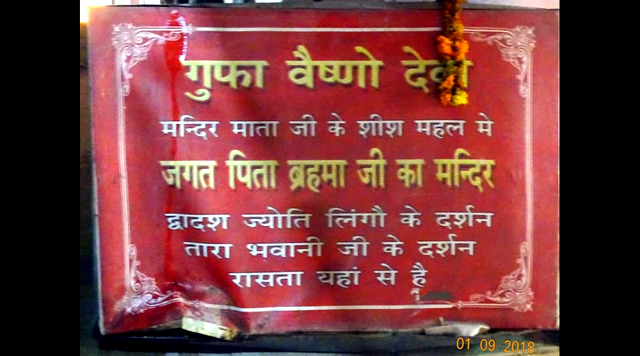 गुफा वैष्णो देवी
मन्दिर माता जी के शीश महल मे
जगत पिता ब्रहमा जी का मन्दिर
द्वादश ज्योति लिंगौ के दर्शन
तारा भवानी जी के दर्शन
रासता यहां से है
01 09 2018